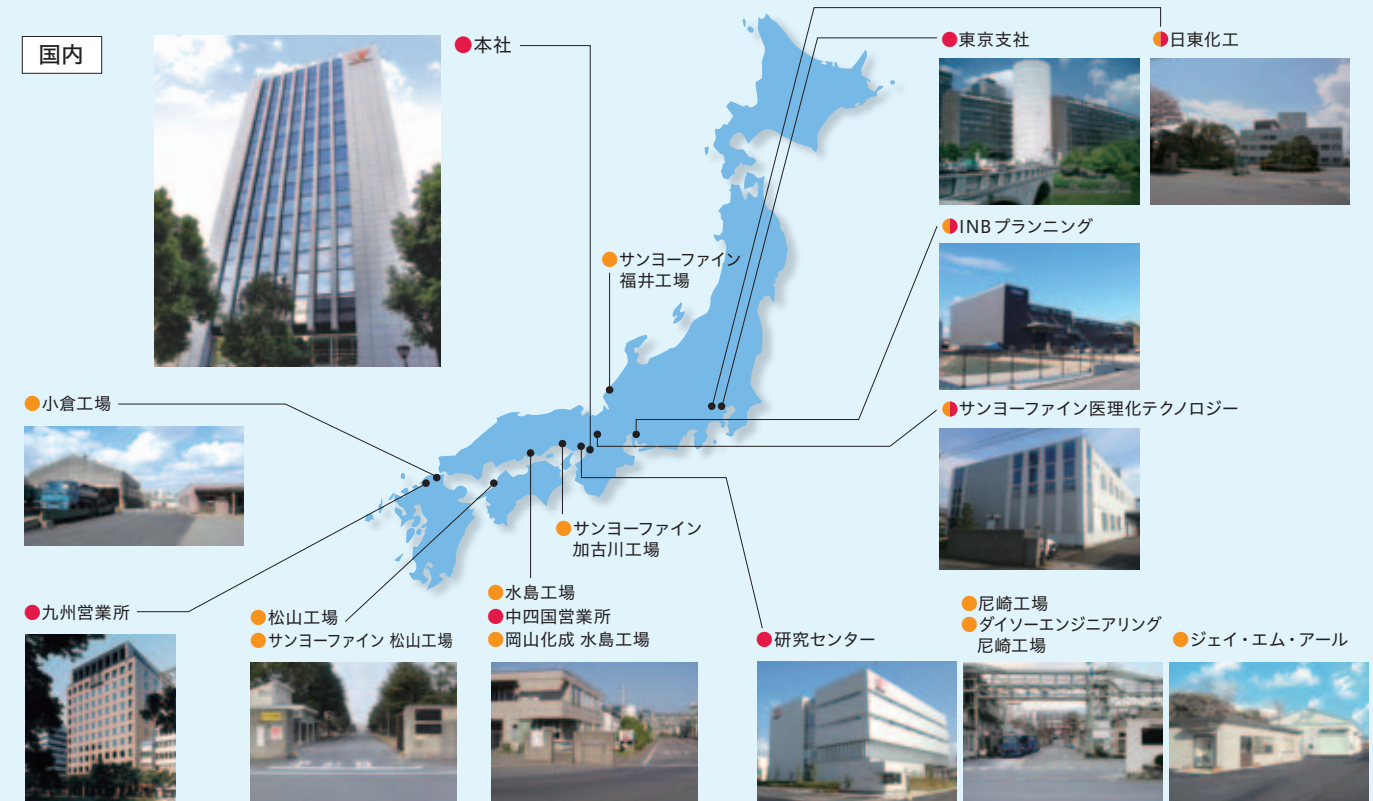 国内
●本社
●東京支社
●日東化工
●INBプランニング
●サンヨーファイン
福井工場
●小倉工場
●サンヨーファイン医理化テクノロジー
●サンヨーファイン
加古川工場
●九州営業所
●松山工場
●サンヨーファイン 松山工場
●水島工場
●中四国営業所
●岡山化成 水島工場
●研究センター
●尼崎工場
●ダイソーエンジニアリング
尼崎工場
●ジェイ・エム・アール